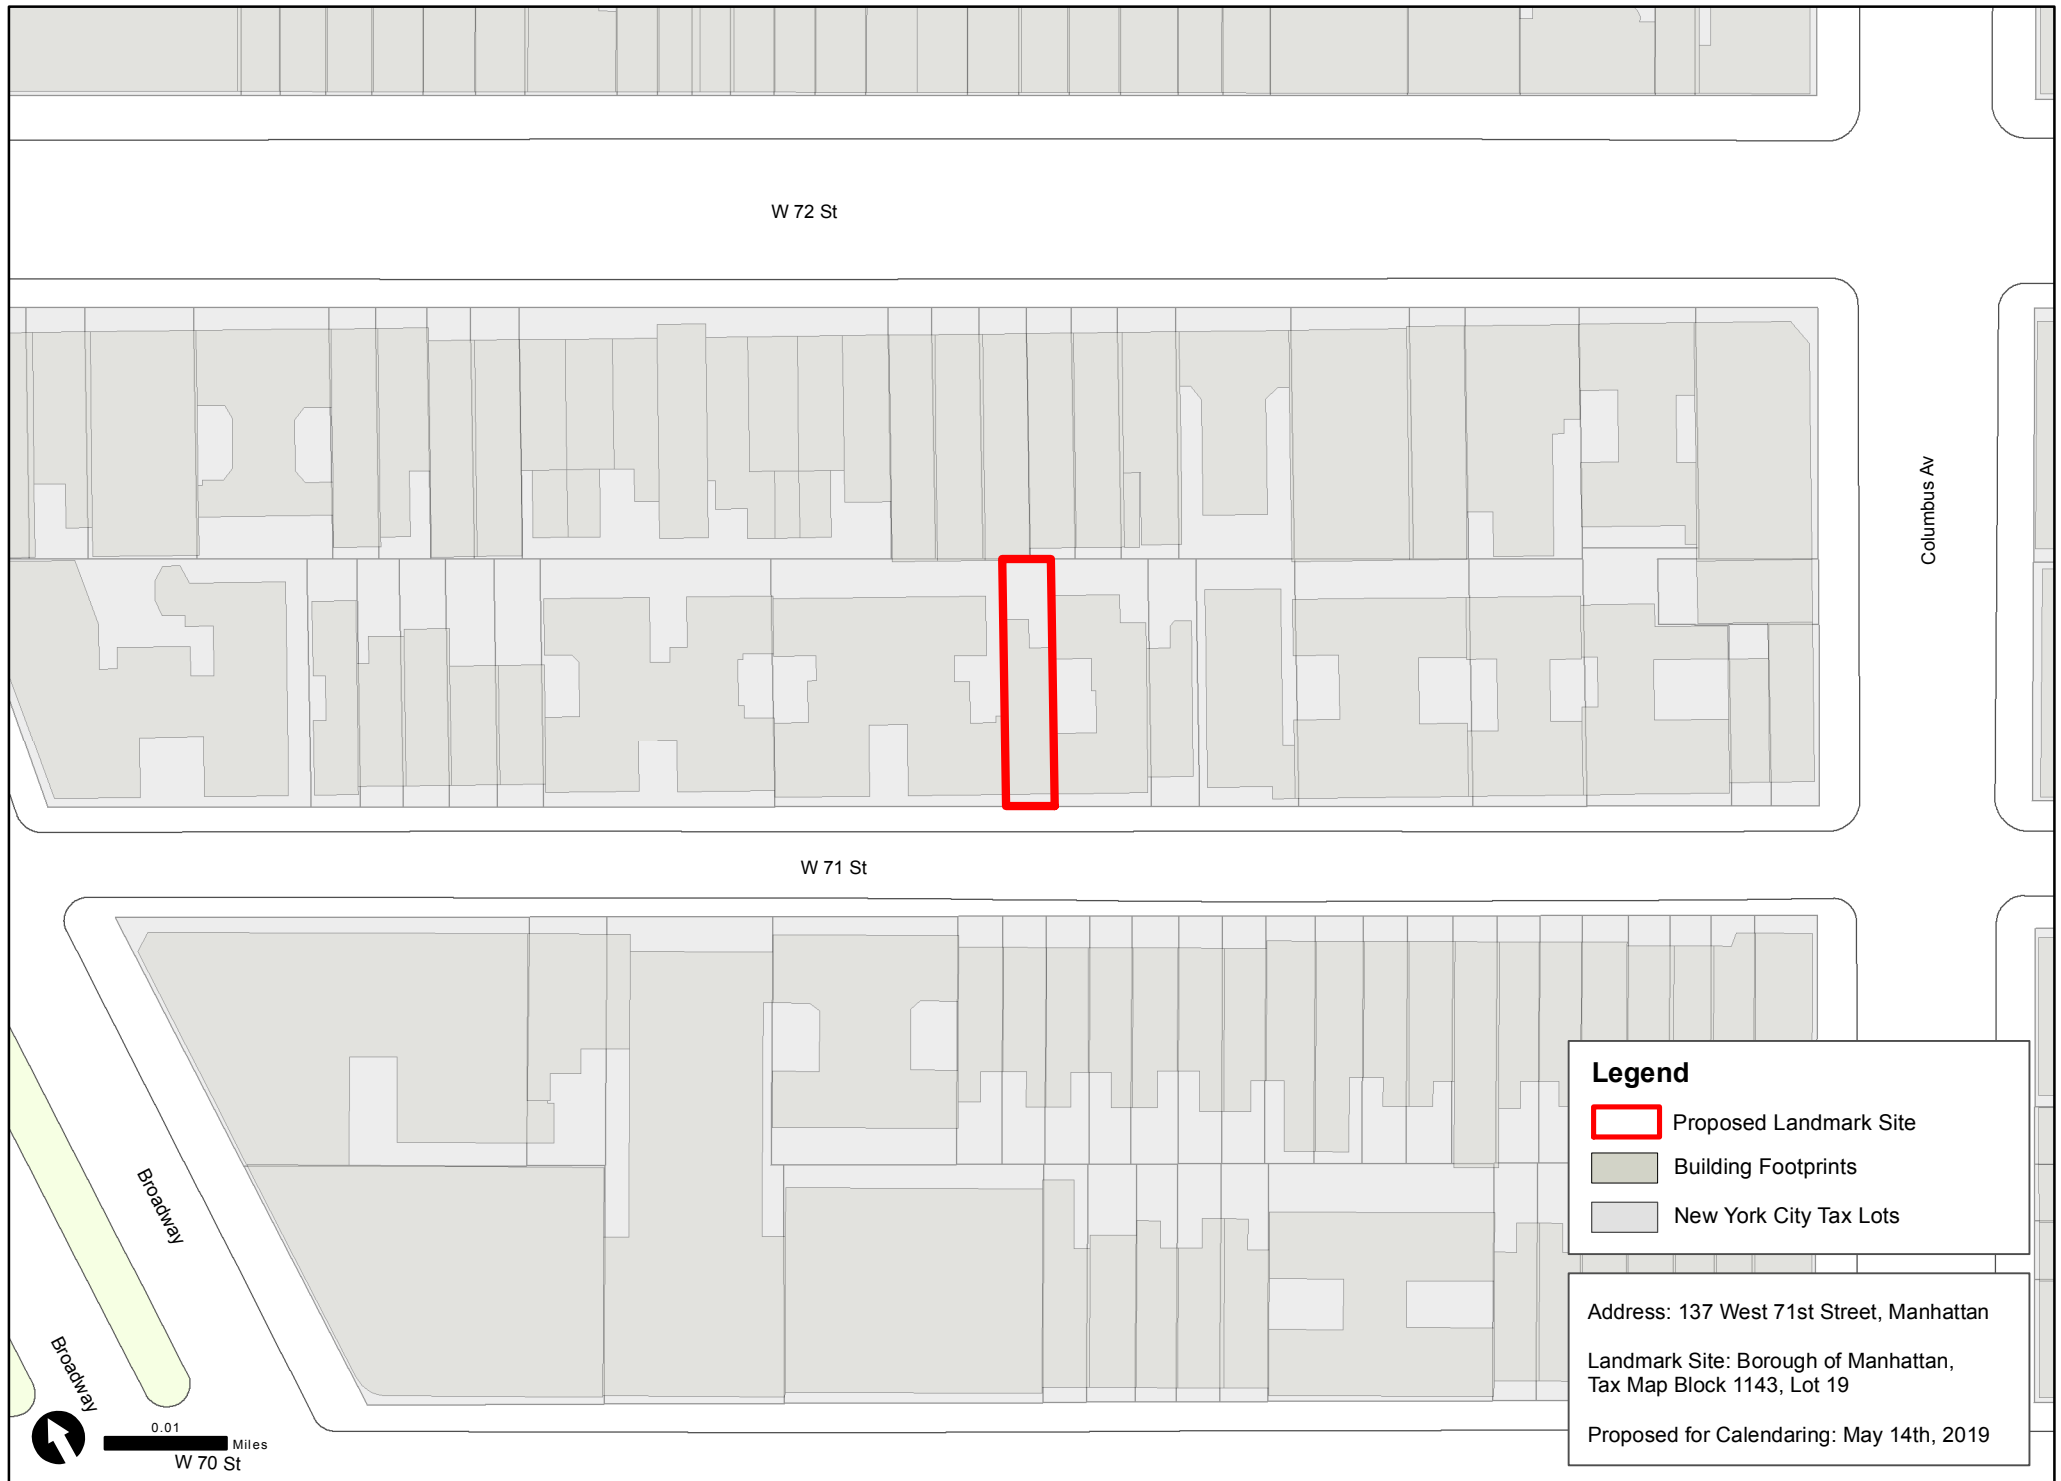 W 72 St
Columbus Av
W 71 St
Broadway
Broadway
0.01
Miles
W 70 St
Legend
Proposed Landmark Site
Building Footprints
New York City Tax Lots
Address: 137 West 71st Street, Manhattan
Landmark Site: Borough of Manhattan,
Tax Map Block 1143, Lot 19
Proposed for Calendaring: May 14th, 2019